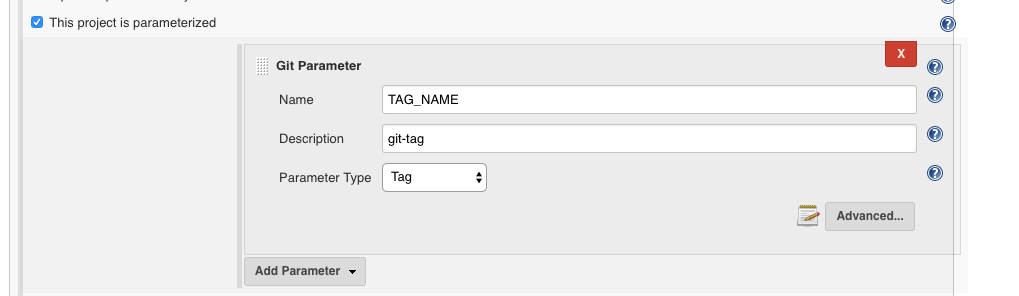 This project is parameterized
Git Parameter
X
Name
TAG_NAME
Description
git-tag
Parameter Type
Tag
Advanced...
Add Parameter